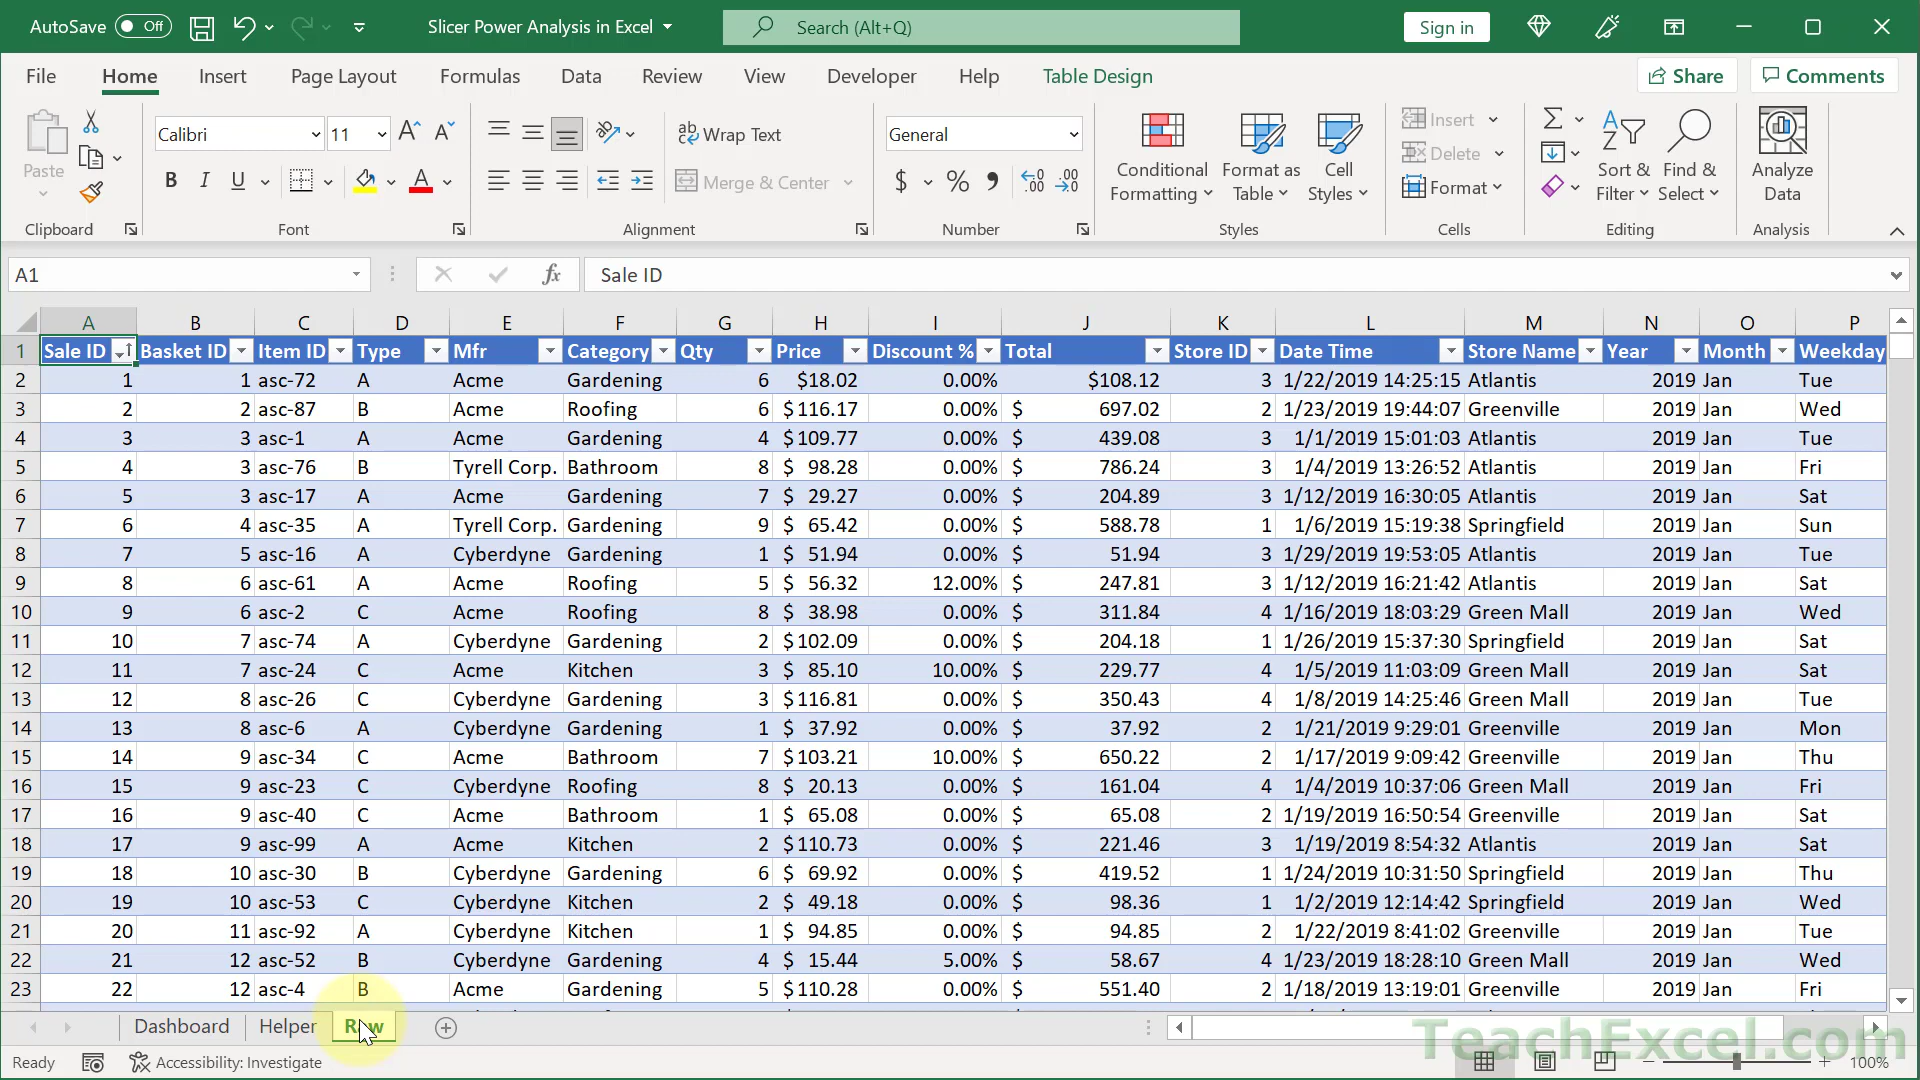 AutoSave Off Slicer Power Analysis in Excel Search (Alt+Q) Sign in
File Home Insert Page Layout Formulas Data Review View Developer Help Table Design Share Comments
Paste Calibri 11 Wrap Text General Conditional Formatting Format as Table Cell Styles Insert Sort & Filter Find & Select Analyze Data
B I U Merge & Center $ % Delete
Format
Clipboard Font Alignment Number Styles Cells Editing Analysis
A1 fx Sale ID
A B C D E F G H I J K L M N O P
1 Sale ID Basket ID Item ID Type Mfr Category Qty Price Discount % Total Store ID Date Time Store Name Year Month Weekday
2 1 1 asc-72 A Acme Gardening 6 $18.02 0.00% $108.12 3 1/22/2019 14:25:15 Atlantis 2019 Jan Tue
3 2 2 asc-87 B Acme Roofing 6 $116.17 0.00% $ 697.02 2 1/23/2019 19:44:07 Greenville 2019 Jan Wed
4 3 3 asc-1 A Acme Gardening 4 $109.77 0.00% $ 439.08 3 1/1/2019 15:01:03 Atlantis 2019 Jan Tue
5 4 3 asc-76 B Tyrell Corp. Bathroom 8 $ 98.28 0.00% $ 786.24 3 1/4/2019 13:26:52 Atlantis 2019 Jan Fri
6 5 3 asc-17 A Acme Gardening 7 $ 29.27 0.00% $ 204.89 3 1/12/2019 16:30:05 Atlantis 2019 Jan Sat
7 6 4 asc-35 A Tyrell Corp. Gardening 9 $ 65.42 0.00% $ 588.78 1 1/6/2019 15:19:38 Springfield 2019 Jan Sun
8 7 5 asc-16 A Cyberdyne Gardening 1 $ 51.94 0.00% $ 51.94 3 1/29/2019 19:53:05 Atlantis 2019 Jan Tue
9 8 6 asc-61 A Acme Roofing 5 $ 56.32 12.00% $ 247.81 3 1/12/2019 16:21:42 Atlantis 2019 Jan Sat
10 9 6 asc-2 C Acme Roofing 8 $ 38.98 0.00% $ 311.84 4 1/16/2019 18:03:29 Green Mall 2019 Jan Wed
11 10 7 asc-74 A Cyberdyne Gardening 2 $102.09 0.00% $ 204.18 1 1/26/2019 15:37:30 Springfield 2019 Jan Sat
12 11 7 asc-24 C Acme Kitchen 3 $ 85.10 10.00% $ 229.77 4 1/5/2019 11:03:09 Green Mall 2019 Jan Sat
13 12 8 asc-26 C Cyberdyne Gardening 3 $116.81 0.00% $ 350.43 4 1/8/2019 14:25:46 Green Mall 2019 Jan Tue
14 13 8 asc-6 A Cyberdyne Gardening 1 $ 37.92 0.00% $ 37.92 2 1/21/2019 9:29:01 Greenville 2019 Jan Mon
15 14 9 asc-34 C Acme Bathroom 7 $103.21 10.00% $ 650.22 2 1/17/2019 9:09:42 Greenville 2019 Jan Thu
16 15 9 asc-23 C Cyberdyne Roofing 8 $ 20.13 0.00% $ 161.04 4 1/4/2019 10:37:06 Green Mall 2019 Jan Fri
17 16 9 asc-40 C Acme Bathroom 1 $ 65.08 0.00% $ 65.08 2 1/19/2019 16:50:54 Greenville 2019 Jan Sat
18 17 9 asc-99 A Acme Kitchen 2 $110.73 0.00% $ 221.46 3 1/19/2019 8:54:32 Atlantis 2019 Jan Sat
19 18 10 asc-30 B Cyberdyne Gardening 6 $ 69.92 0.00% $ 419.52 1 1/24/2019 10:31:50 Springfield 2019 Jan Thu
20 19 10 asc-53 C Cyberdyne Kitchen 2 $ 49.18 0.00% $ 98.36 1 1/2/2019 12:14:42 Springfield 2019 Jan Wed
21 20 11 asc-92 A Cyberdyne Kitchen 1 $ 94.85 0.00% $ 94.85 2 1/22/2019 8:41:02 Greenville 2019 Jan Tue
22 21 12 asc-52 B Cyberdyne Gardening 4 $ 15.44 5.00% $ 58.67 4 1/23/2019 18:28:10 Green Mall 2019 Jan Wed
23 22 12 asc-4 B Acme Gardening 5 $110.28 0.00% $ 551.40 2 1/18/2019 13:19:01 Greenville 2019 Jan Fri
Dashboard Helper Raw
TeachExcel.com
Ready Accessibility: Investigate 100%